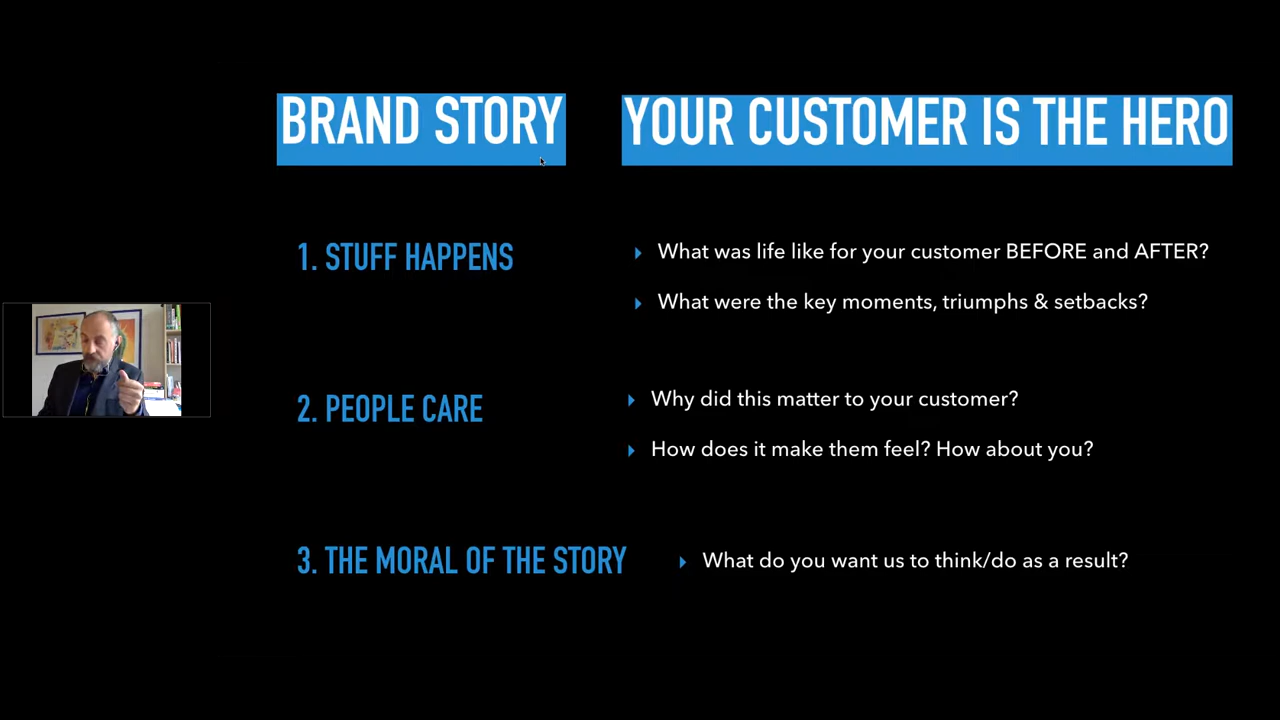 BRAND STORY
YOUR CUSTOMER IS THE HERO
1. STUFF HAPPENS
What was life like for your customer BEFORE and AFTER?
What were the key moments, triumphs & setbacks?
2. PEOPLE CARE
Why did this matter to your customer?
How does it make them feel? How about you?
3. THE MORAL OF THE STORY
What do you want us to think/do as a result?